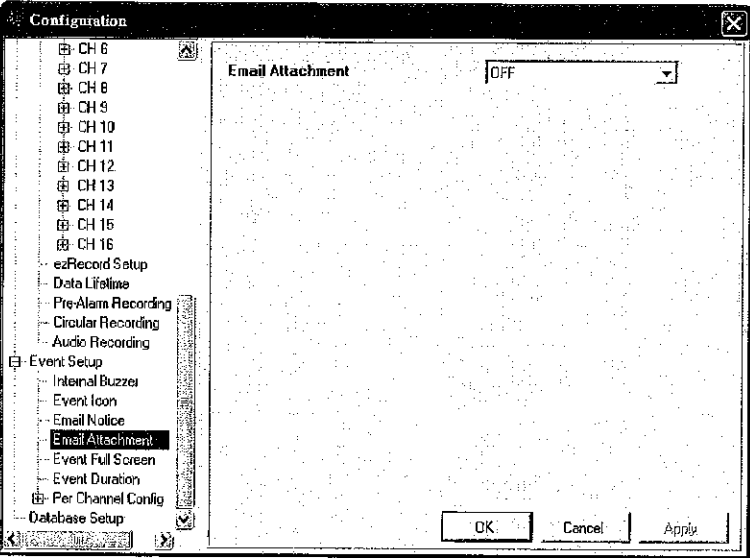 Configuration
CH 6
CH 7
CH 8
CH 9
CH 10
CH 11
CH 12
CH 13
CH 14
CH 15
CH 16
ezRecord Setup
Data Lifetime
Pre-Alarm Recording
Circular Recording
Audio Recording
Event Setup
Internal Buzzer
Event Icon
Email Notice
Email Attachment
Event Full Screen
Event Duration
Per Channel Config
Database Setup
Email Attachment
OFF
OK
Cancel
Apply